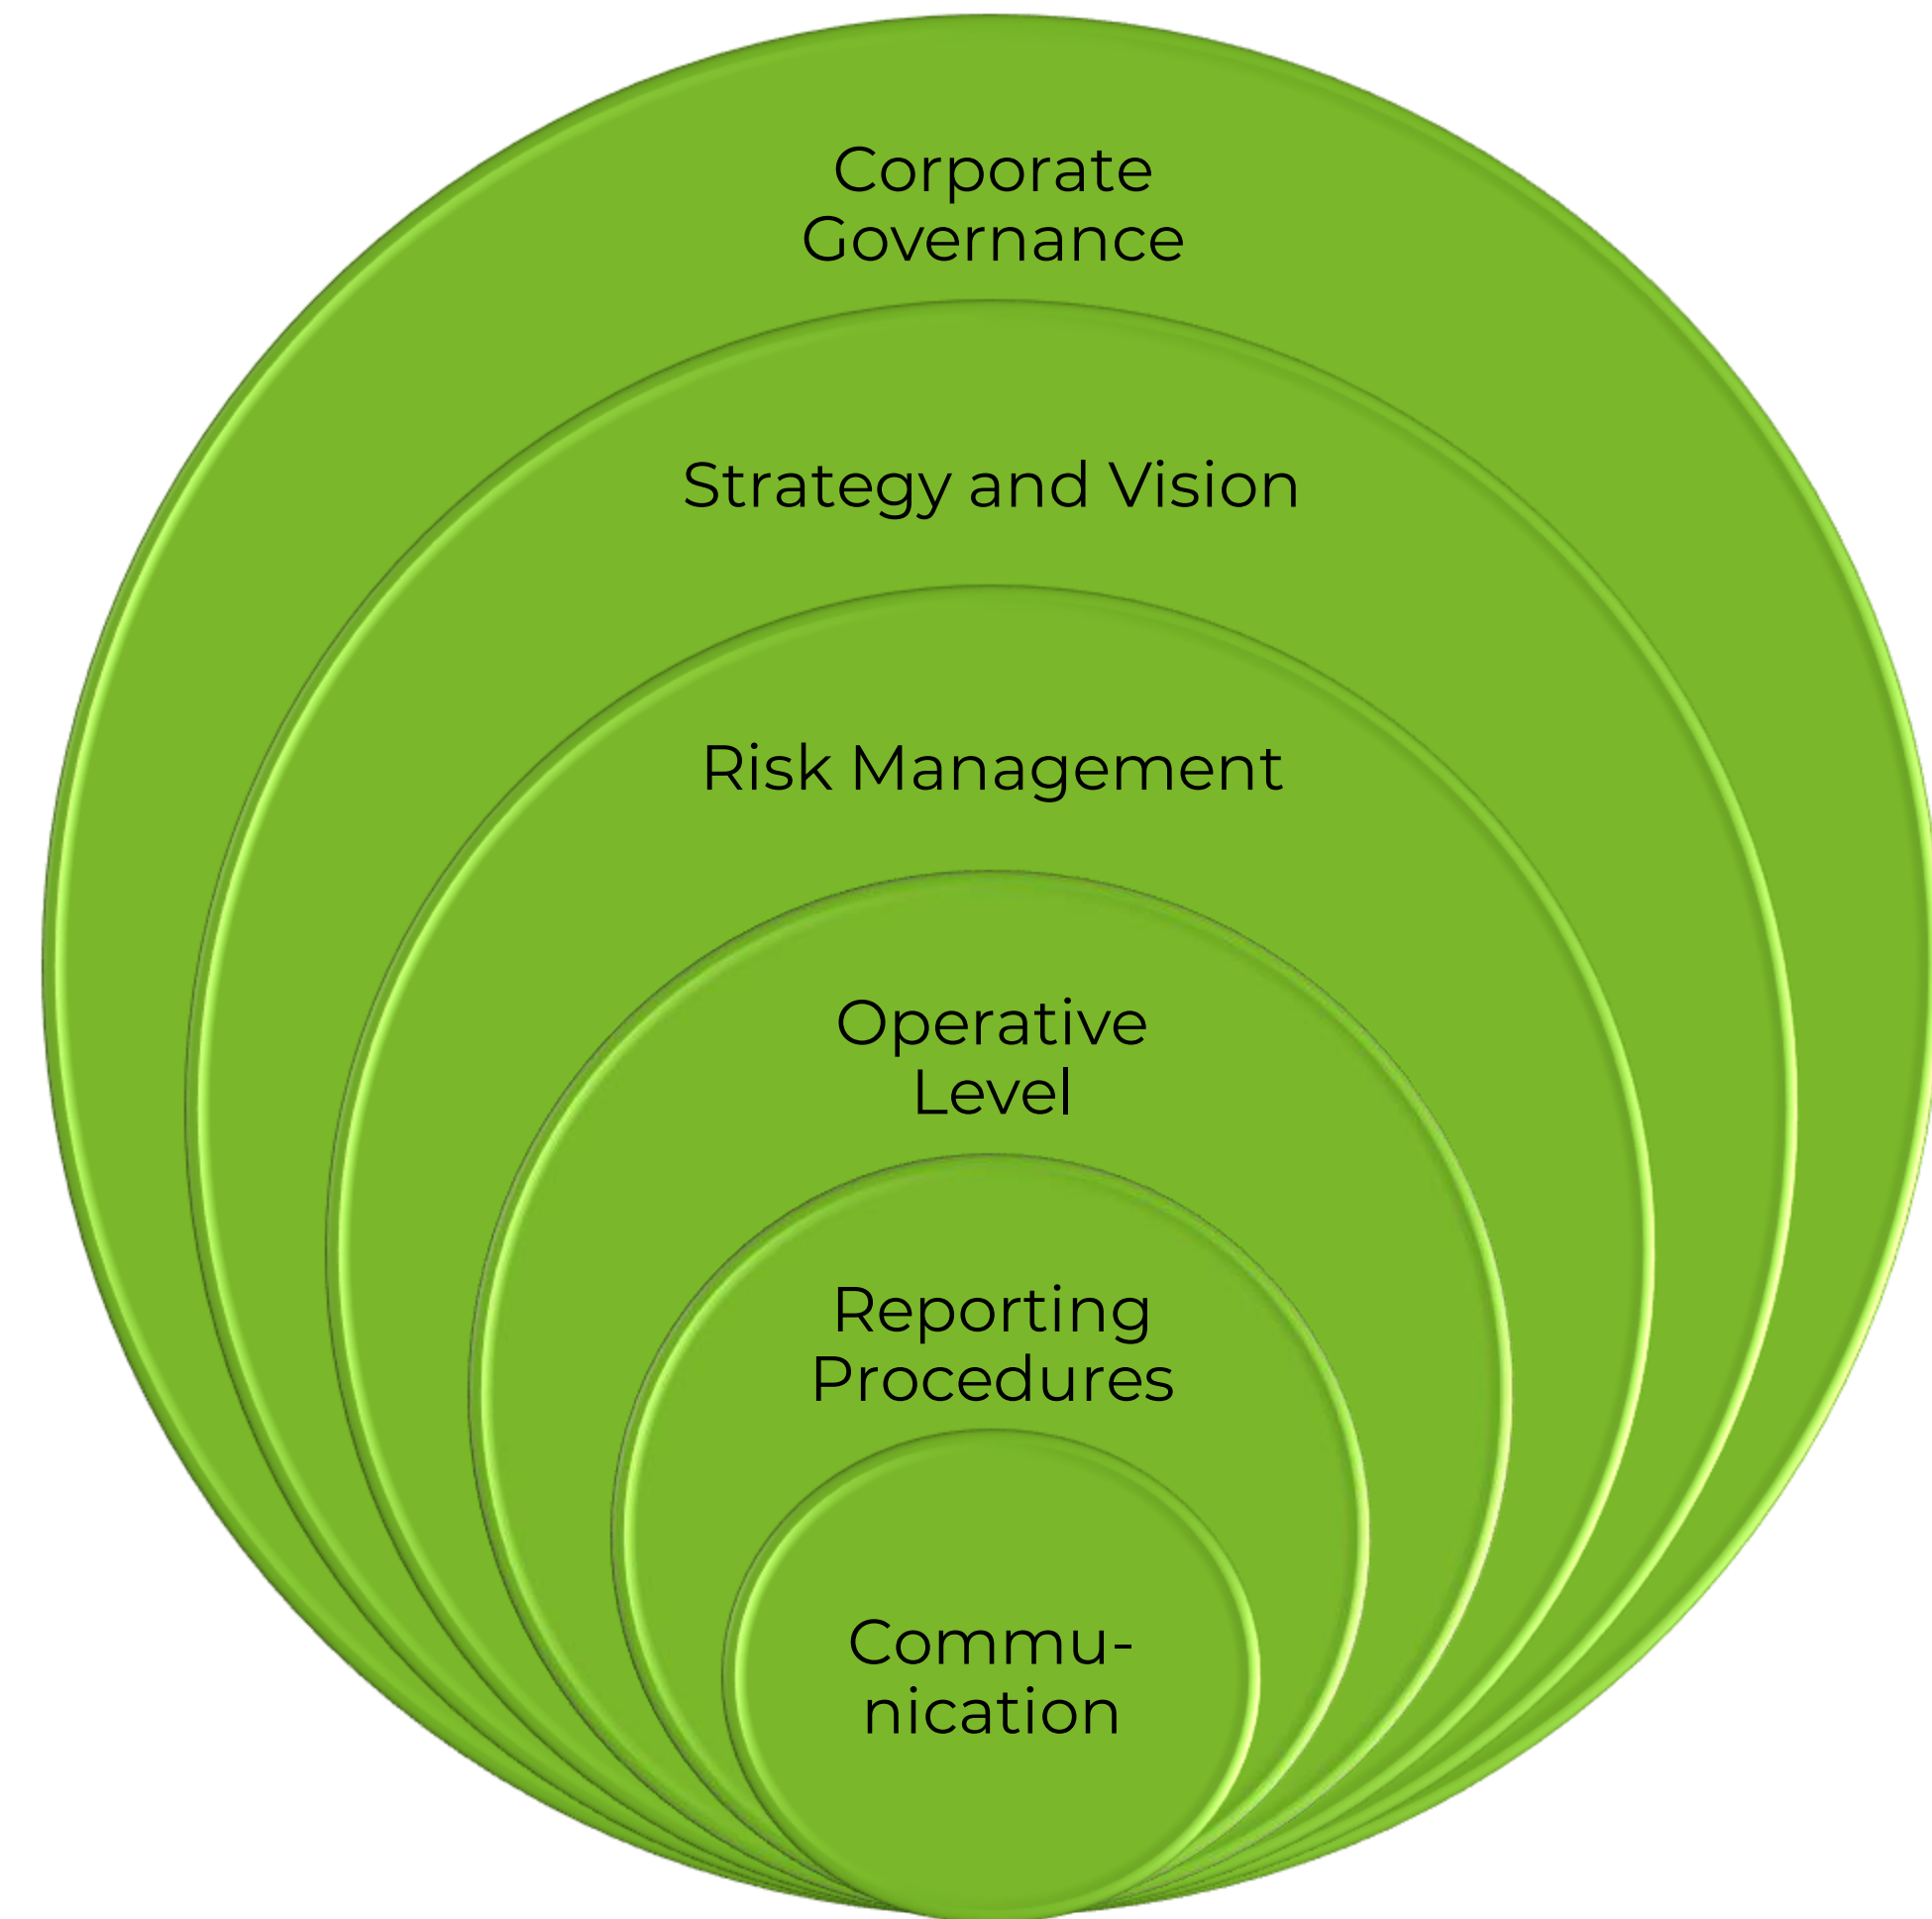 Corporate
Governance
Strategy and Vision
Risk Management
Operative
Level
Reporting
Procedures
Commu-
nication